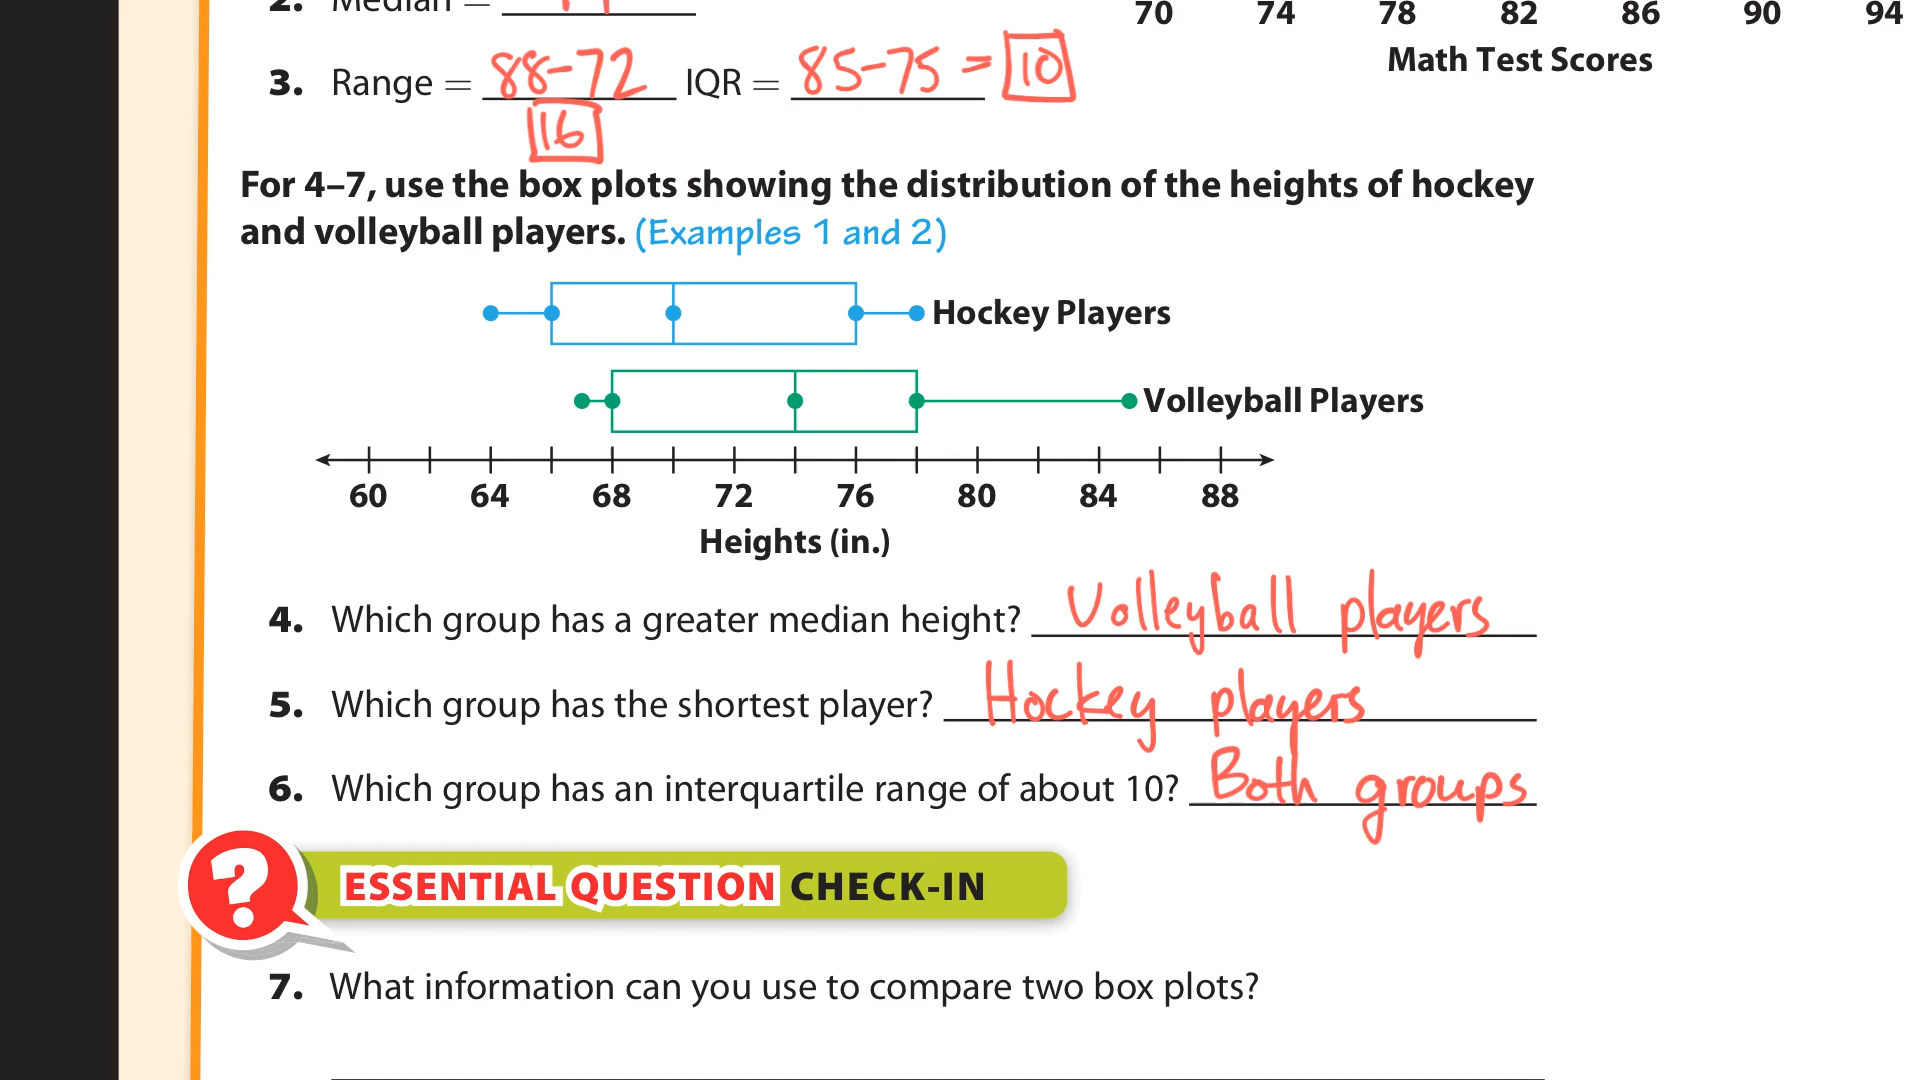 2. Median =
70 74 78 82 86 90 94
Math Test Scores
3. Range = 88-72 IQR = 85-75 = 10
16
For 4–7, use the box plots showing the distribution of the heights of hockey
and volleyball players. (Examples 1 and 2)
Hockey Players
Volleyball Players
60 64 68 72 76 80 84 88
Heights (in.)
4. Which group has a greater median height? Volleyball players
5. Which group has the shortest player? Hockey players
6. Which group has an interquartile range of about 10? Both groups
? ESSENTIAL QUESTION CHECK-IN
7. What information can you use to compare two box plots?